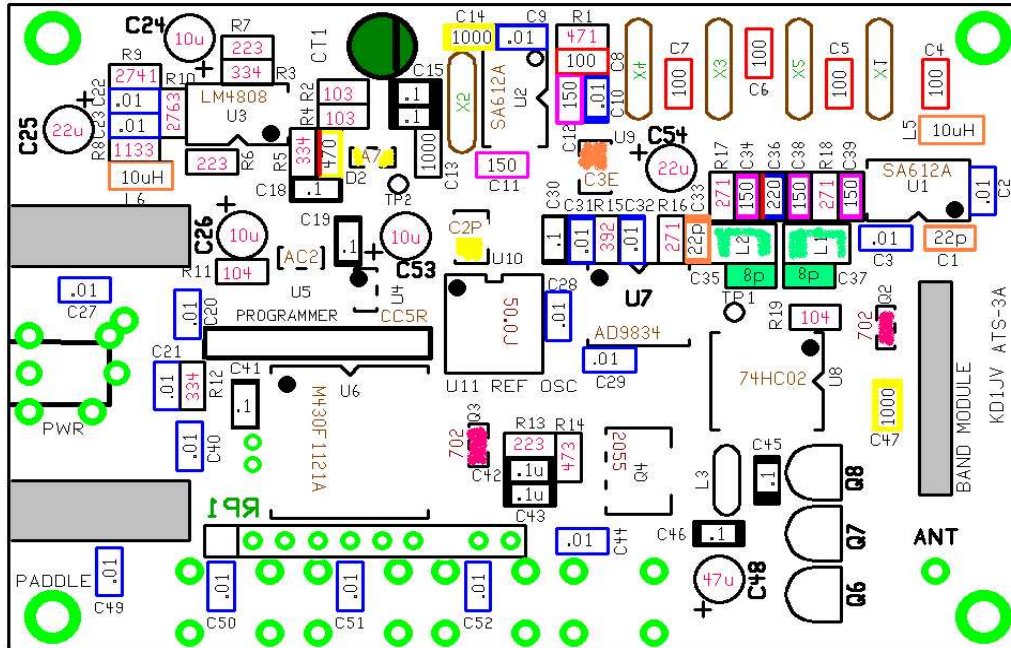 C24
10u
R7
223
334
R3
CT1
C14
1000
C9
.01
R1
471
100
C8
X4
C7
100
X3
100
C6
X5
C5
100
X1
C4
100
R9
2741
R10
C22
.01
C23
.01
2763
LM4808
U3
R2
103
R4
103
C15
.1
.1
X2
SA612A
U2
150
C12
.01
C10
L5
10uH
C25
22u
R8
1133
10uH
L6
223
R6
R5
334
470
A7
D2
C18
.1
TP2
1000
C13
150
C11
U9
C3E
C54
22u
R17
C34
C36
C38
R18
C39
271
150
220
150
271
150
SA612A
U1
.01
C2
C26
10u
C19
.1
10u
C53
C2P
U10
C30
C31
R15
C32
R16
C33
.1
.01
392
.01
271
22p
L2
L1
.01
C3
22p
C1
R11
104
AC2
U5
U4
CC5R
C35
8p
8p
C37
U7
TP1
.01
C27
.01
C20
PROGRAMMER
50.0J
C28
.01
AD9834
.01
C29
R19
104
Q2
702
C21
.01
334
R12
C41
.1
U6
M430F1121A
U11 REF OSC
74HC02
U8
1000
C47
BAND MODULE
KD1JV ATS-3A
PWR
.01
C40
Q3
702
C42
R13
R14
223
473
.1u
.1u
C43
2055
Q4
L3
C45
.1
Q8
RP1
.01
C44
C46
.1
Q7
ANT
PADDLE
.01
C49
.01
C50
.01
C51
.01
C52
47u
C48
Q6